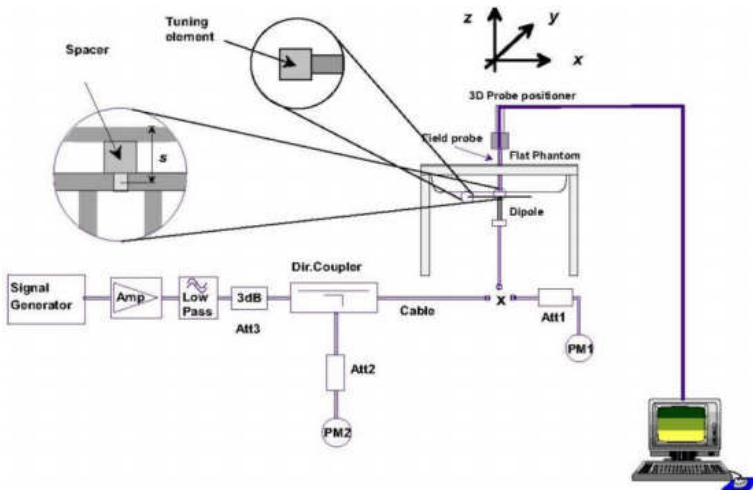 Tuning
element
Spacer
s
z
y
x
3D Probe positioner
Field probe
Flat Phantom
Dipole
Dir.Coupler
Signal
Generator
Amp
Low
Pass
3dB
Att3
Cable
x
Att1
PM1
Att2
PM2